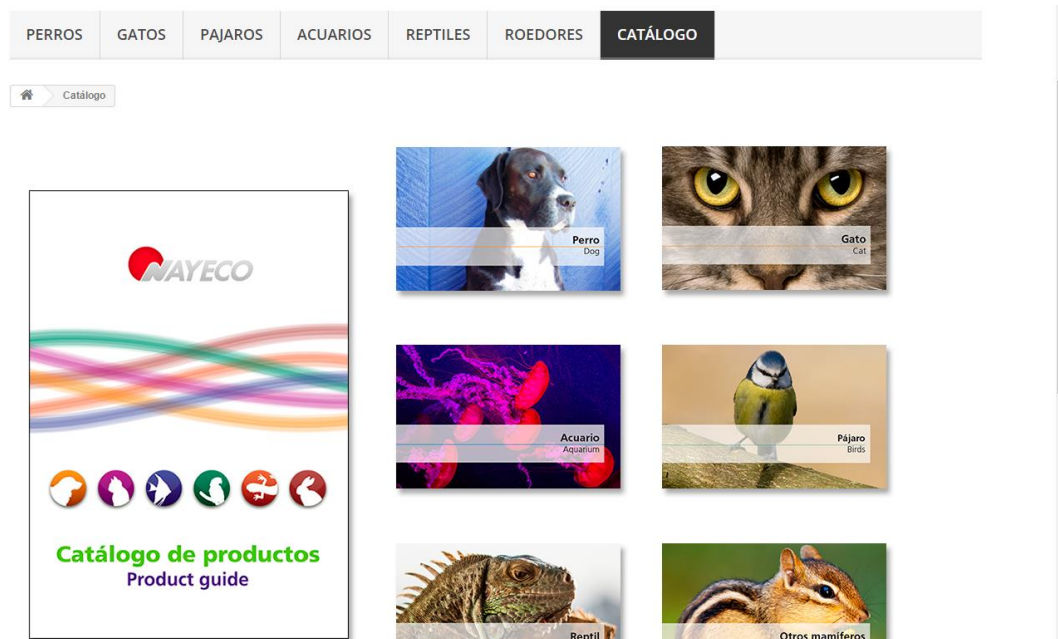 PERROS GATOS PAJAROS ACUARIOS REPTILES ROEDORES CATÁLOGO
Catálogo
NAYECO
Catálogo de productos
Product guide
Perro
Dog
Gato
Cat
Acuario
Aquarium
Pájaro
Birds
Reptil
Otros mamíferos